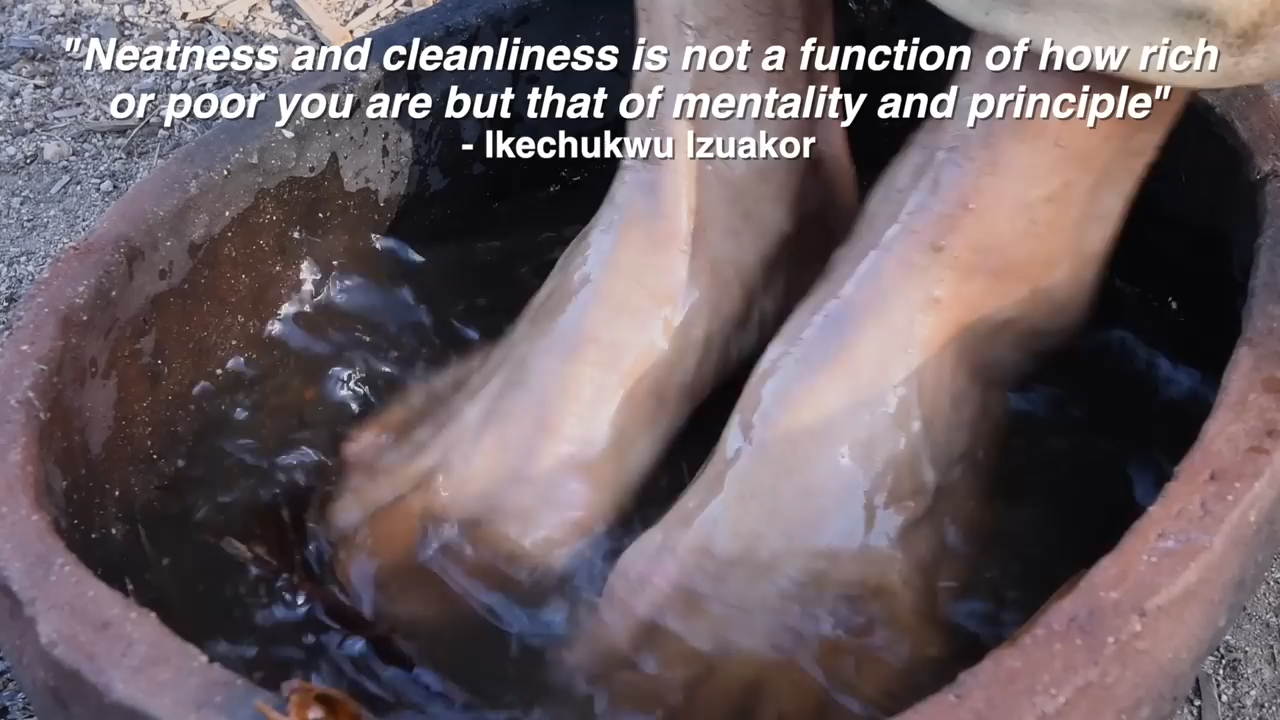 "Neatness and cleanliness is not a function of how rich
or poor you are but that of mentality and principle"
- Ikechukwu Izuakor